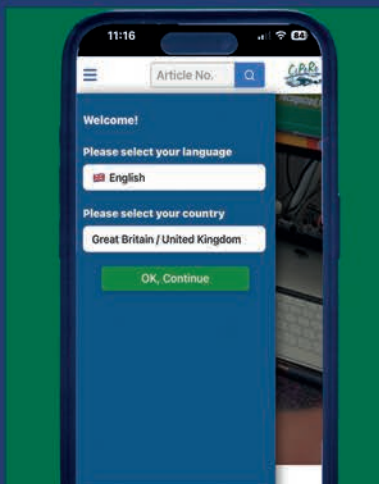 11:16
84
Article No.
Welcome!
Please select your language
English
Please select your country
Great Britain / United Kingdom
OK, Continue